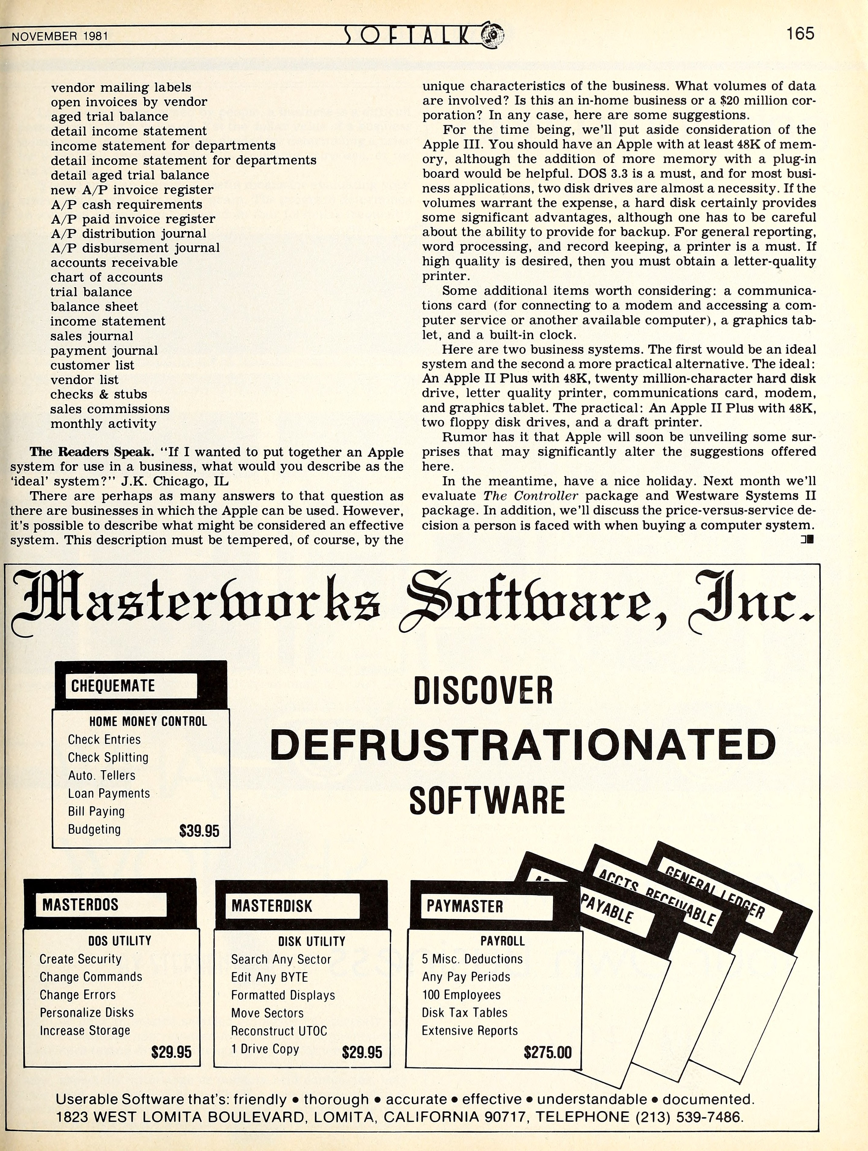 NOVEMBER 1981
SOFTALK
165
vendor mailing labels
open invoices by vendor
aged trial balance
detail income statement
income statement for departments
detail income statement for departments
detail aged trial balance
new A/P invoice register
A/P cash requirements
A/P paid invoice register
A/P distribution journal
A/P disbursement journal
accounts receivable
chart of accounts
trial balance
balance sheet
income statement
sales journal
payment journal
customer list
vendor list
checks & stubs
sales commissions
monthly activity
The Readers Speak. "If I wanted to put together an Apple
system for use in a business, what would you describe as the
'ideal' system?" J.K. Chicago, IL
There are perhaps as many answers to that question as
there are businesses in which the Apple can be used. However,
it's possible to describe what might be considered an effective
system. This description must be tempered, of course, by the
unique characteristics of the business. What volumes of data
are involved? Is this an in-home business or a $20 million cor-
poration? In any case, here are some suggestions.
For the time being, we'll put aside consideration of the
Apple III. You should have an Apple with at least 48K of mem-
ory, although the addition of more memory with a plug-in
board would be helpful. DOS 3.3 is a must, and for most busi-
ness applications, two disk drives are almost a necessity. If the
volumes warrant the expense, a hard disk certainly provides
some significant advantages, although one has to be careful
about the ability to provide for backup. For general reporting,
word processing, and record keeping, a printer is a must. If
high quality is desired, then you must obtain a letter-quality
printer.
Some additional items worth considering: a communica-
tions card (for connecting to a modem and accessing a com-
puter service or another available computer), a graphics tab-
let, and a built-in clock.
Here are two business systems. The first would be an ideal
system and the second a more practical alternative. The ideal:
An Apple II Plus with 48K, twenty million-character hard disk
drive, letter quality printer, communications card, modem,
and graphics tablet. The practical: An Apple II Plus with 48K,
two floppy disk drives, and a draft printer.
Rumor has it that Apple will soon be unveiling some sur-
prises that may significantly alter the suggestions offered
here.
In the meantime, have a nice holiday. Next month we'll
evaluate The Controller package and Westware Systems II
package. In addition, we'll discuss the price-versus-service de-
cision a person is faced with when buying a computer system.
Masterworks Software, Inc.
CHEQUEMATE
HOME MONEY CONTROL
Check Entries
Check Splitting
Auto. Tellers
Loan Payments
Bill Paying
Budgeting $39.95
DISCOVER
DEFRUSTRATIONATED
SOFTWARE
MASTERDOS
DOS UTILITY
Create Security
Change Commands
Change Errors
Personalize Disks
Increase Storage
$29.95
MASTERDISK
DISK UTILITY
Search Any Sector
Edit Any BYTE
Formatted Displays
Move Sectors
Reconstruct UTOC
1 Drive Copy $29.95
PAYMASTER
PAYROLL
5 Misc. Deductions
Any Pay Periods
100 Employees
Disk Tax Tables
Extensive Reports
$275.00
PAYABLE
ACCTS. RECEIVABLE
GENERAL LEDGER
Userable Software that's: friendly • thorough • accurate • effective • understandable • documented.
1823 WEST LOMITA BOULEVARD, LOMITA, CALIFORNIA 90717, TELEPHONE (213) 539-7486.